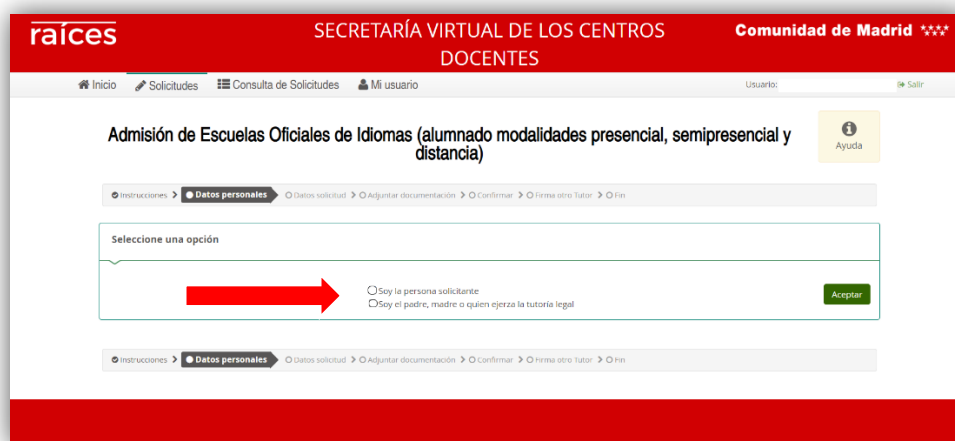 raíces
SECRETARÍA VIRTUAL DE LOS CENTROS
DOCENTES
Comunidad de Madrid
Inicio Solicitudes Consulta de Solicitudes Mi usuario Usuario: Salir
Admisión de Escuelas Oficiales de Idiomas (alumnado modalidades presencial, semipresencial y
distancia)
Ayuda
Instrucciones Datos personales Datos solicitud Adjuntar documentación Confirmar Firma otro Tutor Fin
Seleccione una opción
Soy la persona solicitante
Soy el padre, madre o quien ejerza la tutoría legal
Aceptar
Instrucciones Datos personales Datos solicitud Adjuntar documentación Confirmar Firma otro Tutor Fin